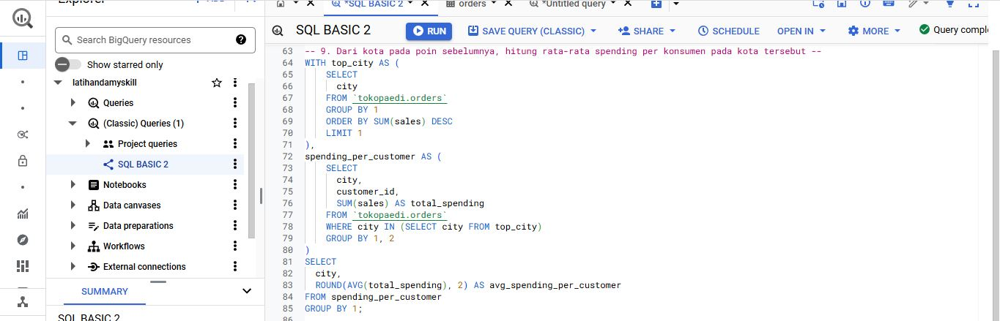 Explorer
*SQL BASIC 2
orders
*Untitled query
Search BigQuery resources
Show starred only
latihandamyskill
Queries
(Classic) Queries (1)
Project queries
SQL BASIC 2
Notebooks
Data canvases
Data preparations
Workflows
External connections
SUMMARY
SQL BASIC 2
SQL BASIC 2
RUN
SAVE QUERY (CLASSIC)
SHARE
SCHEDULE
OPEN IN
MORE
Query comple
63 -- 9. Dari kota pada poin sebelumnya, hitung rata-rata spending per konsumen pada kota tersebut --
64 WITH top_city AS (
65 SELECT
66 city
67 FROM `tokopaedi.orders`
68 GROUP BY 1
69 ORDER BY SUM(sales) DESC
70 LIMIT 1
71 ),
72 spending_per_customer AS (
73 SELECT
74 city,
75 customer_id,
76 SUM(sales) AS total_spending
77 FROM `tokopaedi.orders`
78 WHERE city IN (SELECT city FROM top_city)
79 GROUP BY 1, 2
80 )
81 SELECT
82 city,
83 ROUND(AVG(total_spending), 2) AS avg_spending_per_customer
84 FROM spending_per_customer
85 GROUP BY 1;
86